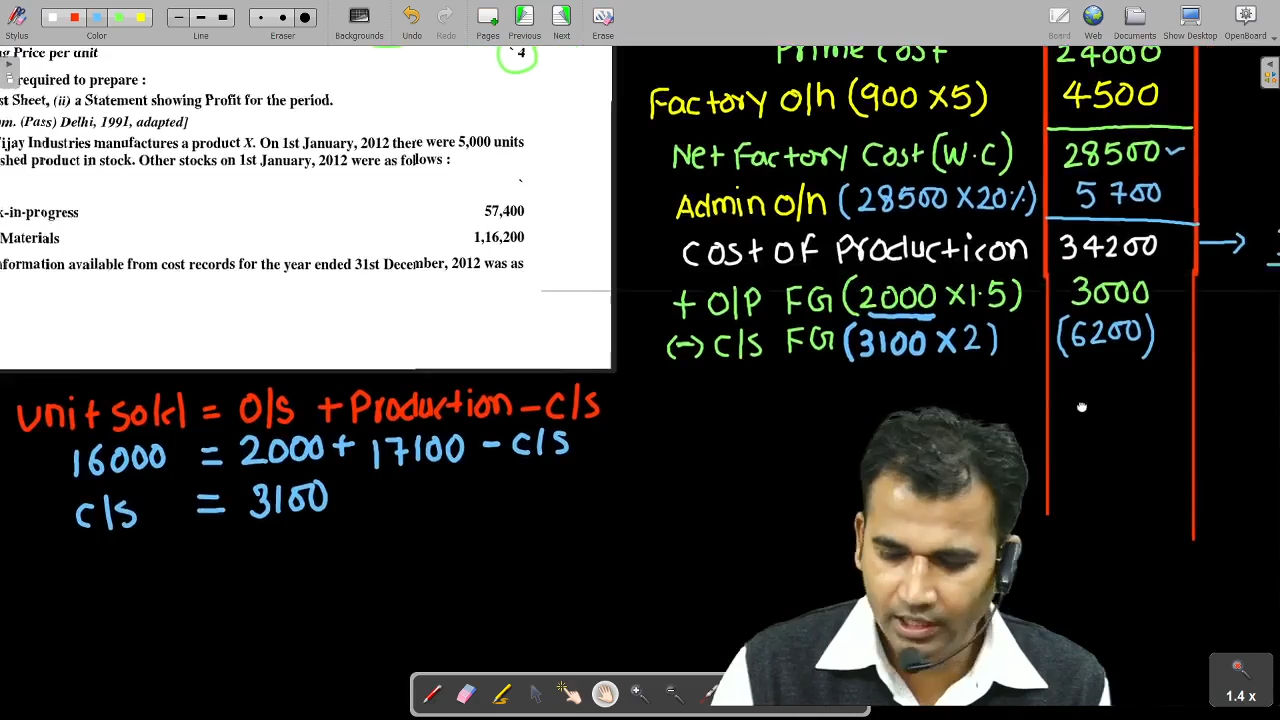 Stylus
Color
Line
Eraser
Backgrounds
Undo
Redo
Pages
Previous
Next
Erase
Board
Web
Documents
Show Desktop
OpenBoard
g Price per unit ` 4
required to prepare :
st Sheet, (ii) a Statement showing Profit for the period.
om. (Pass) Delhi, 1991, adapted]
ijay Industries manufactures a product X. On 1st January, 2012 there were 5,000 units
shed product in stock. Other stocks on 1st January, 2012 were as follows :
`
k-in-progress 57,400
Materials 1,16,200
nformation available from cost records for the year ended 31st December, 2012 was as
Prime Cost 24000
Factory O/h (900 x5) 4500
Net Factory Cost (W.C) 28500
Admin O/h (28500 X20%) 5700
Cost of Producticon 34200 →
+ O/P FG (2000 x1.5) 3000
(-) C/S FG (3100 X 2) (6200)
unit sold = O/s + Production - c/s
16000 = 2000 + 17100 - c/s
c/s = 3100
1.4 x